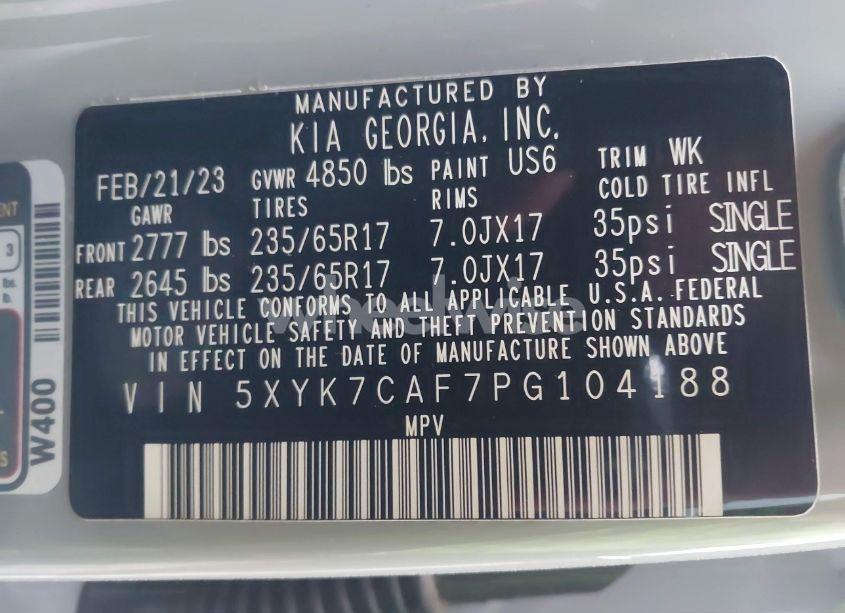 MANUFACTURED BY
KIA GEORGIA, INC.
FEB/21/23 GVWR 4850 lbs PAINT US6 TRIM WK
GAWR TIRES RIMS COLD TIRE INFL
FRONT 2777 lbs 235/65R17 7.0JX17 35psi SINGLE
REAR 2645 lbs 235/65R17 7.0JX17 35psi SINGLE
THIS VEHICLE CONFORMS TO ALL APPLICABLE U.S.A. FEDERAL
MOTOR VEHICLE SAFETY AND THEFT PREVENTION STANDARDS
IN EFFECT ON THE DATE OF MANUFACTURE SHOWN ABOVE
VIN 5XYK7CAF7PG104188
MPV
W400
3